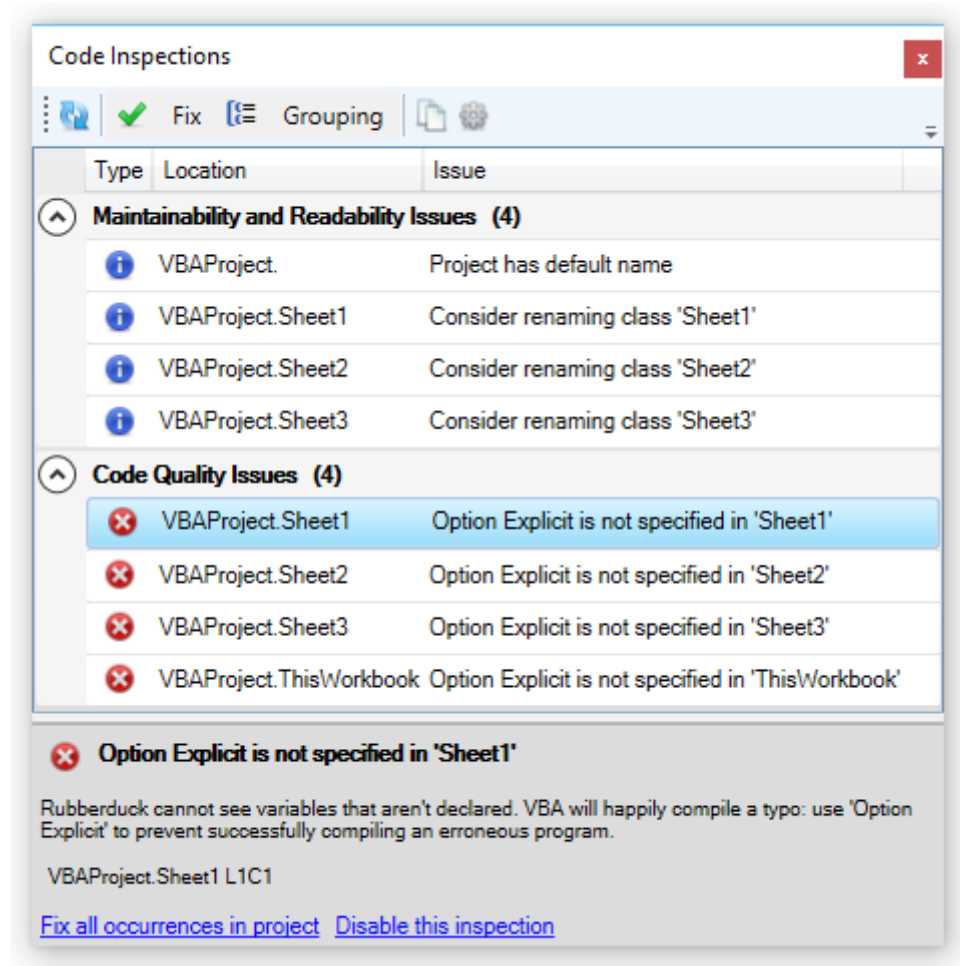 Code Inspections
Fix Grouping
Type Location Issue
Maintainability and Readability Issues (4)
VBAProject. Project has default name
VBAProject.Sheet1 Consider renaming class 'Sheet1'
VBAProject.Sheet2 Consider renaming class 'Sheet2'
VBAProject.Sheet3 Consider renaming class 'Sheet3'
Code Quality Issues (4)
VBAProject.Sheet1 Option Explicit is not specified in 'Sheet1'
VBAProject.Sheet2 Option Explicit is not specified in 'Sheet2'
VBAProject.Sheet3 Option Explicit is not specified in 'Sheet3'
VBAProject.ThisWorkbook Option Explicit is not specified in 'ThisWorkbook'
Option Explicit is not specified in 'Sheet1'
Rubberduck cannot see variables that aren't declared. VBA will happily compile a typo: use 'Option
Explicit' to prevent successfully compiling an erroneous program.
VBAProject.Sheet1 L1C1
Fix all occurrences in project Disable this inspection